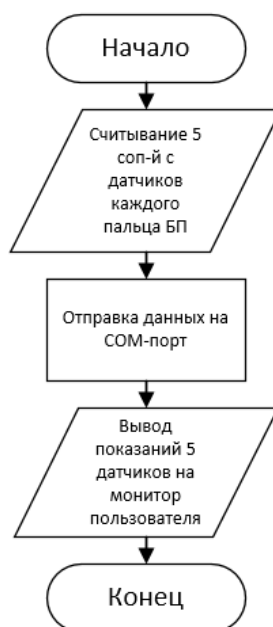 Начало
Считывание 5
соп-й с
датчиков
каждого
пальца БП
Отправка данных на
COM-порт
Вывод
показаний 5
датчиков на
монитор
пользователя
Конец